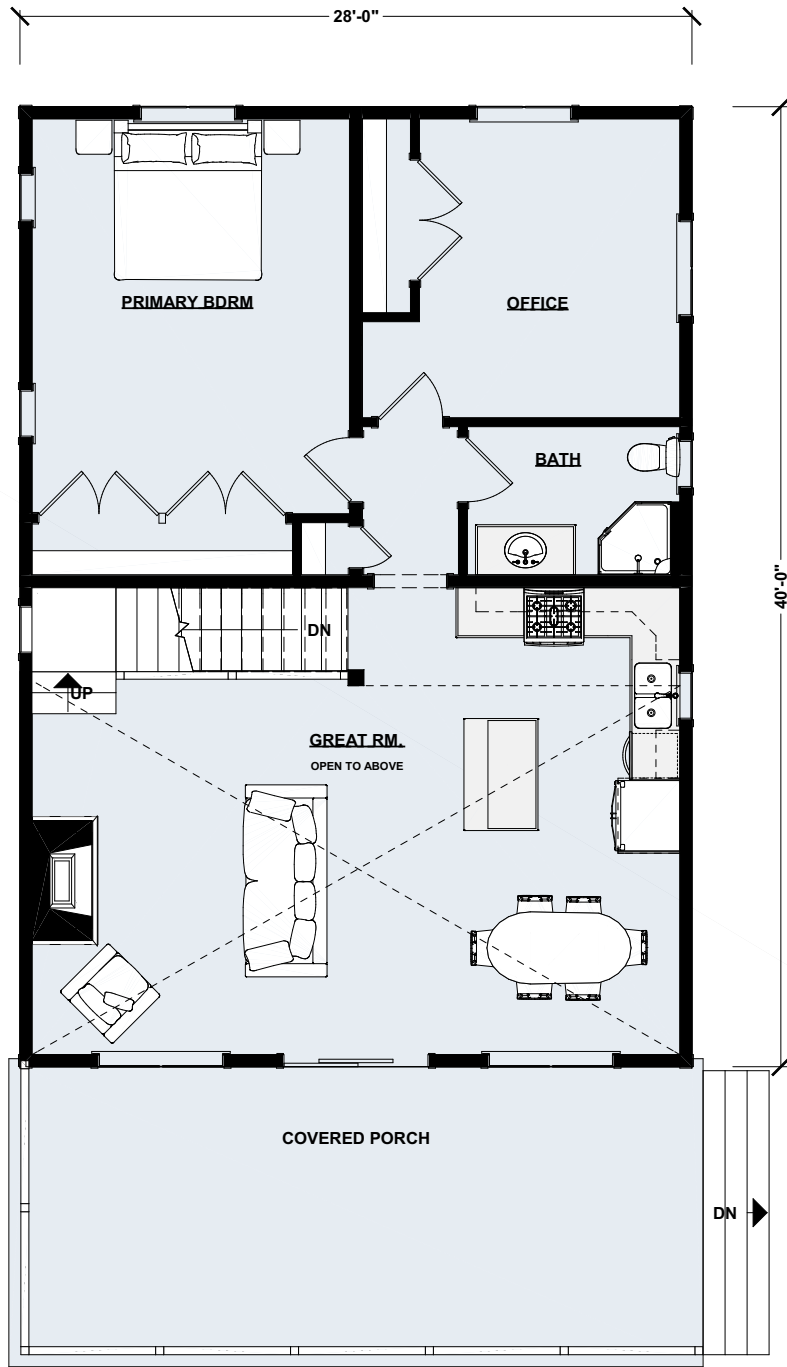 28'-0"
PRIMARY BDRM
OFFICE
BATH
40'-0"
DN
UP
GREAT RM.
OPEN TO ABOVE
COVERED PORCH
DN